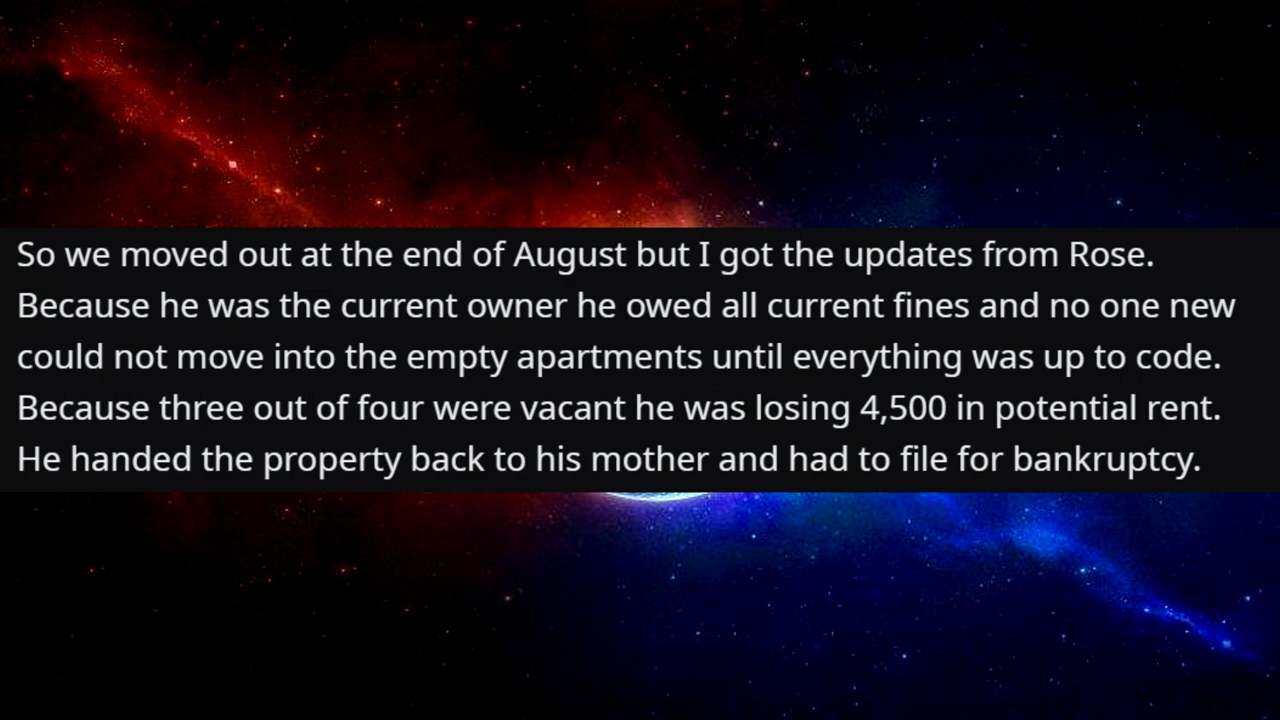 So we moved out at the end of August but I got the updates from Rose.
Because he was the current owner he owed all current fines and no one new
could not move into the empty apartments until everything was up to code.
Because three out of four were vacant he was losing 4,500 in potential rent.
He handed the property back to his mother and had to file for bankruptcy.